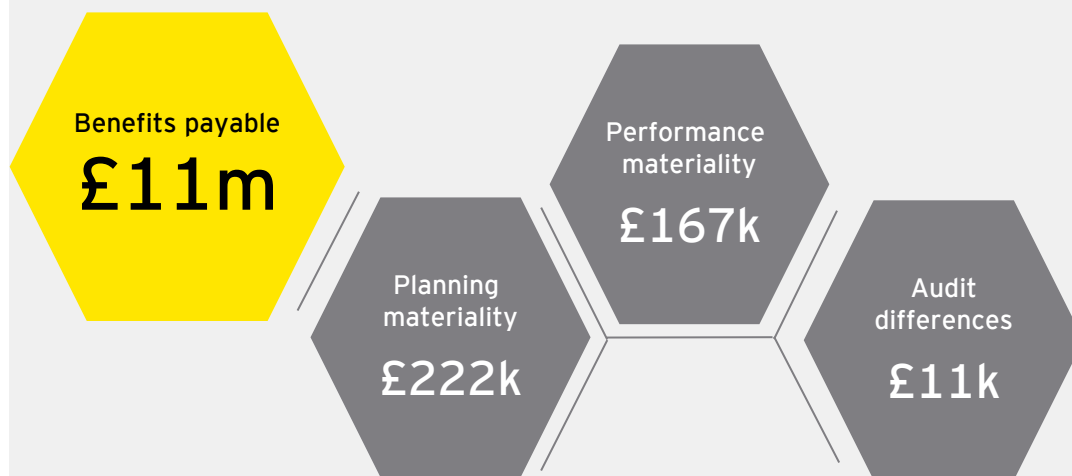 Benefits payable
£11m
Planning
materiality
£222k
Performance
materiality
£167k
Audit
differences
£11k